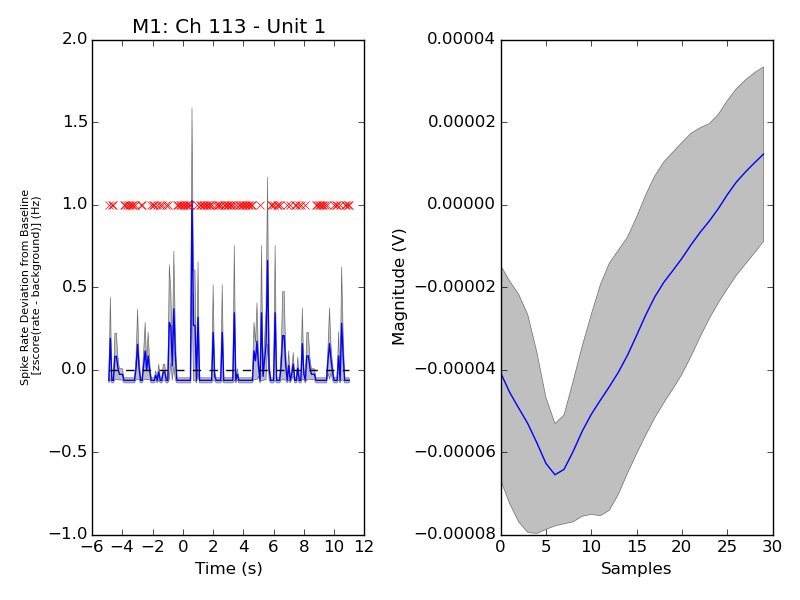 M1: Ch 113 - Unit 1
2.0
1.5
1.0
0.5
0.0
−0.5
−1.0
−6 −4 −2 0 2 4 6 8 10 12
Time (s)
Spike Rate Deviation from Baseline
[zscore(rate - background)] (Hz)
0.00004
0.00002
0.00000
−0.00002
−0.00004
−0.00006
−0.00008
0 5 10 15 20 25 30
Samples
Magnitude (V)